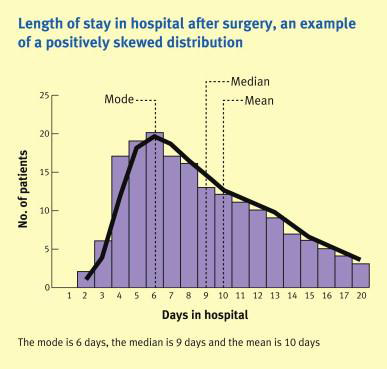 Length of stay in hospital after surgery, an example
of a positively skewed distribution
Median
Mode
Mean
25
20
15
10
5
0
No. of patients
1 2 3 4 5 6 7 8 9 10 11 12 13 14 15 16 17 20
Days in hospital
The mode is 6 days, the median is 9 days and the mean is 10 days